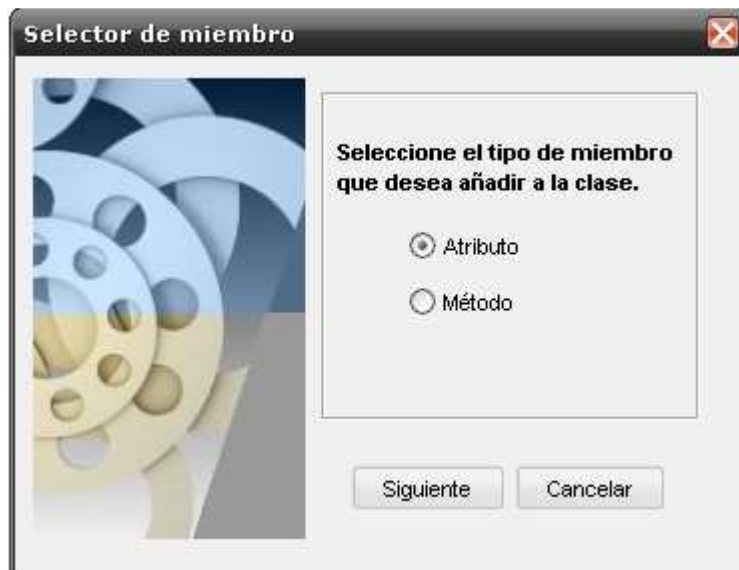 Selector de miembro
Seleccione el tipo de miembro
que desea añadir a la clase.
Atributo
Método
Siguiente
Cancelar